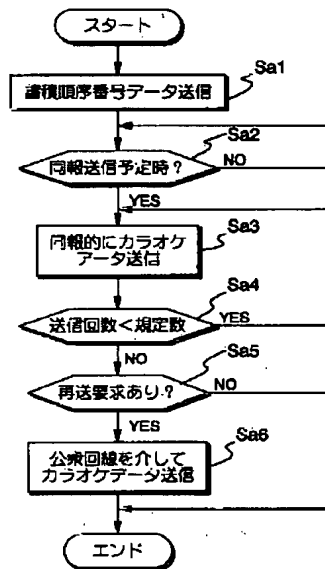 スタート
Sa1
蓄積順序番号データ送信
Sa2
同報送信予定時?
NO
YES
Sa3
同報的にカラオケ
データ送信
Sa4
送信回数<規定数
YES
NO
Sa5
再送要求あり?
NO
YES
Sa6
公衆回線を介して
カラオケデータ送信
エンド